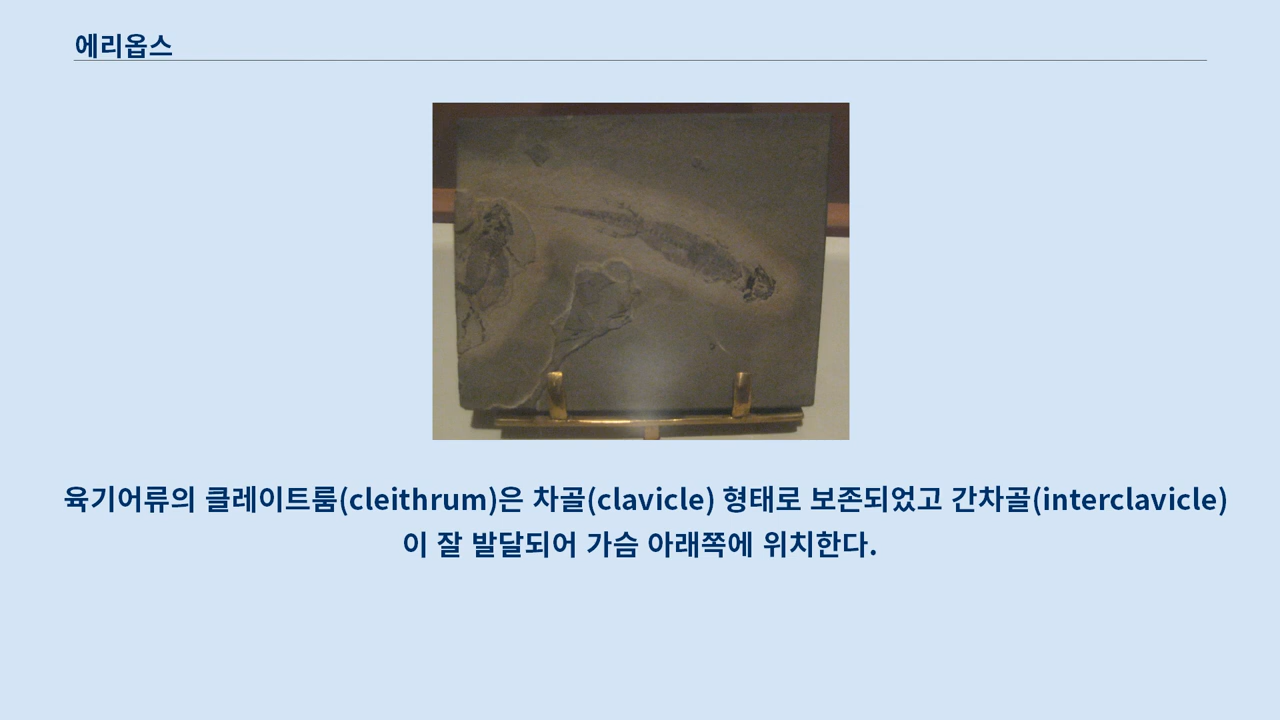 에리옵스
육기어류의 클레이트룸(cleithrum)은 차골(clavicle) 형태로 보존되었고 간차골(interclavicle)
이 잘 발달되어 가슴 아래쪽에 위치한다.